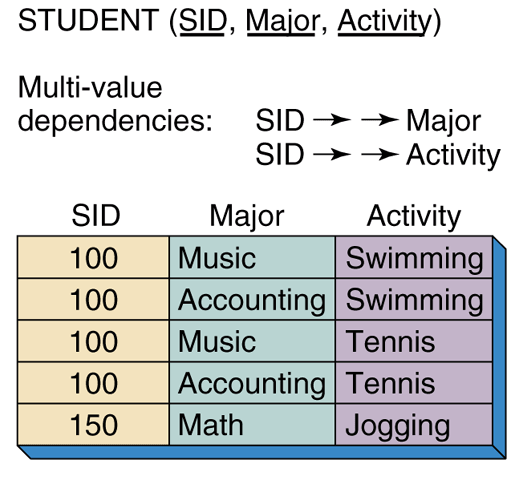 STUDENT (SID, Major, Activity)
Multi-value
dependencies: SID → → Major
SID → → Activity
SID Major Activity
100 Music Swimming
100 Accounting Swimming
100 Music Tennis
100 Accounting Tennis
150 Math Jogging